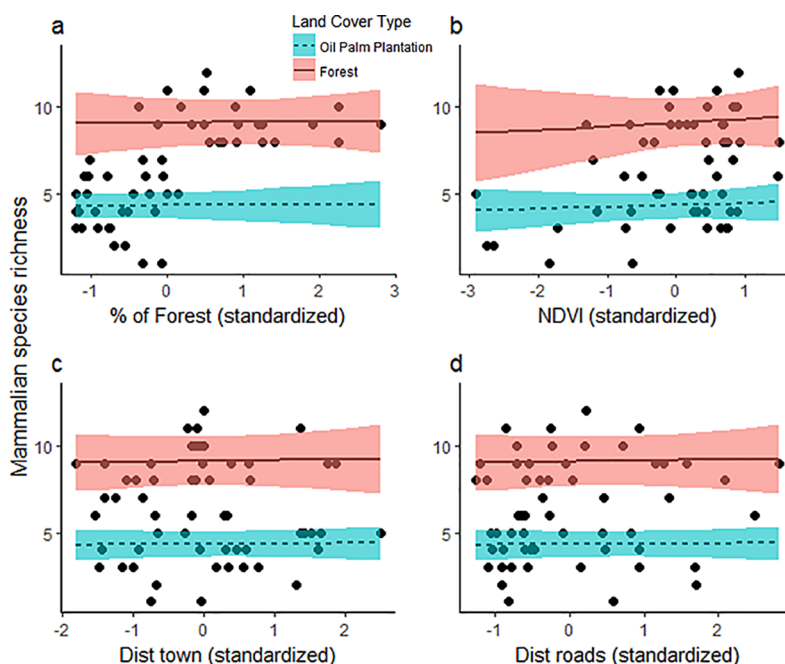 a
Land Cover Type
Oil Palm Plantation
Forest
b
10
5
-1
0
1
2
3
% of Forest (standardized)
10
5
-3
-2
-1
0
1
NDVI (standardized)
Mammalian species richness
c
d
10
5
-2
-1
0
1
2
Dist town (standardized)
10
5
-1
0
1
2
Dist roads (standardized)